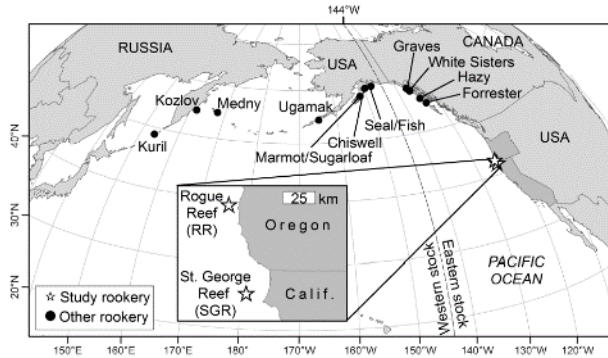 144°W
RUSSIA
CANADA
USA
Graves
White Sisters
Hazy
Forrester
Kozlov
Medny
Ugamak
Seal/Fish
Chiswell
Marmot/Sugarloaf
Kuril
USA
40°N
30°N
20°N
Rogue
Reef
(RR)
25 km
Oregon
St. George
Reef
(SGR)
Calif.
Eastern stock
Western stock
PACIFIC
OCEAN
Study rookery
Other rookery
150°E
160°E
170°E
170°W
160°W
150°W
140°W
130°W
120°W